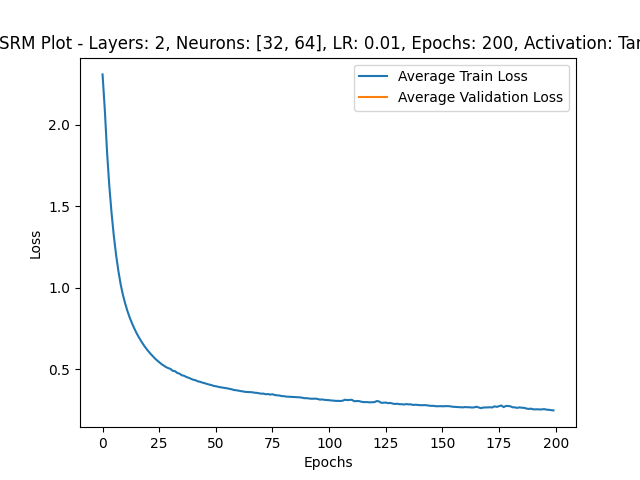 SRM Plot - Layers: 2, Neurons: [32, 64], LR: 0.01, Epochs: 200, Activation:
Average Train Loss
Average Validation Loss
2.0
1.5
1.0
0.5
Loss
0 25 50 75 100 125 150 175 200
Epochs